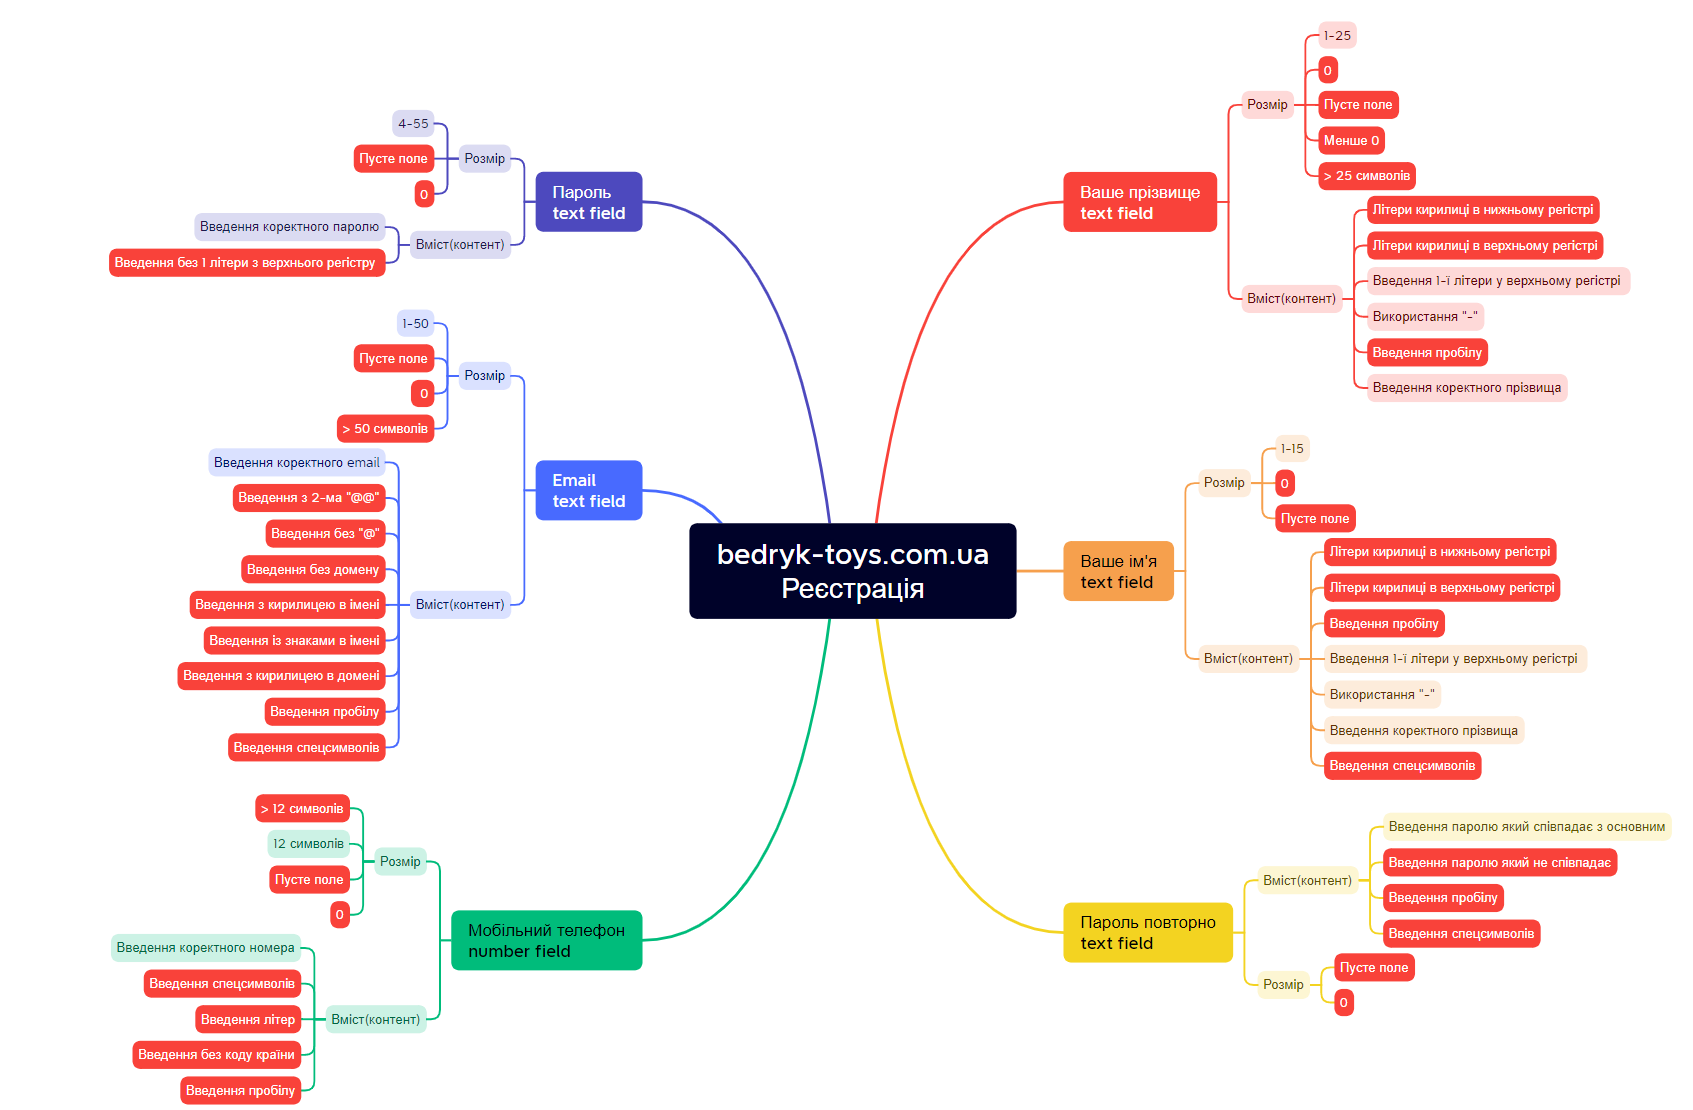 bedryk-toys.com.ua
Реєстрація
Пароль
text field
Розмір
4-55
Пусте поле
0
Вміст(контент)
Введення коректного паролю
Введення без 1 літери з верхнього регістру
Email
text field
Розмір
1-50
Пусте поле
0
> 50 символів
Вміст(контент)
Введення коректного email
Введення з 2-ма "@@"
Введення без "@"
Введення без домену
Введення з кирилицею в імені
Введення із знаками в імені
Введення з кирилицею в домені
Введення пробілу
Введення спецсимволів
Мобільний телефон
number field
Розмір
> 12 символів
12 символів
Пусте поле
0
Вміст(контент)
Введення коректного номера
Введення спецсимволів
Введення літер
Введення без коду країни
Введення пробілу
Ваше прізвище
text field
Розмір
1-25
0
Пусте поле
Менше 0
> 25 символів
Вміст(контент)
Літери кирилиці в нижньому регістрі
Літери кирилиці в верхньому регістрі
Введення 1-ї літери у верхньому регістрі
Використання "-"
Введення пробілу
Введення коректного прізвища
Ваше ім'я
text field
Розмір
1-15
0
Пусте поле
Вміст(контент)
Літери кирилиці в нижньому регістрі
Літери кирилиці в верхньому регістрі
Введення пробілу
Введення 1-ї літери у верхньому регістрі
Використання "-"
Введення коректного прізвища
Введення спецсимволів
Пароль повторно
text field
Вміст(контент)
Введення паролю який співпадає з основним
Введення паролю який не співпадає
Введення пробілу
Введення спецсимволів
Розмір
Пусте поле
0